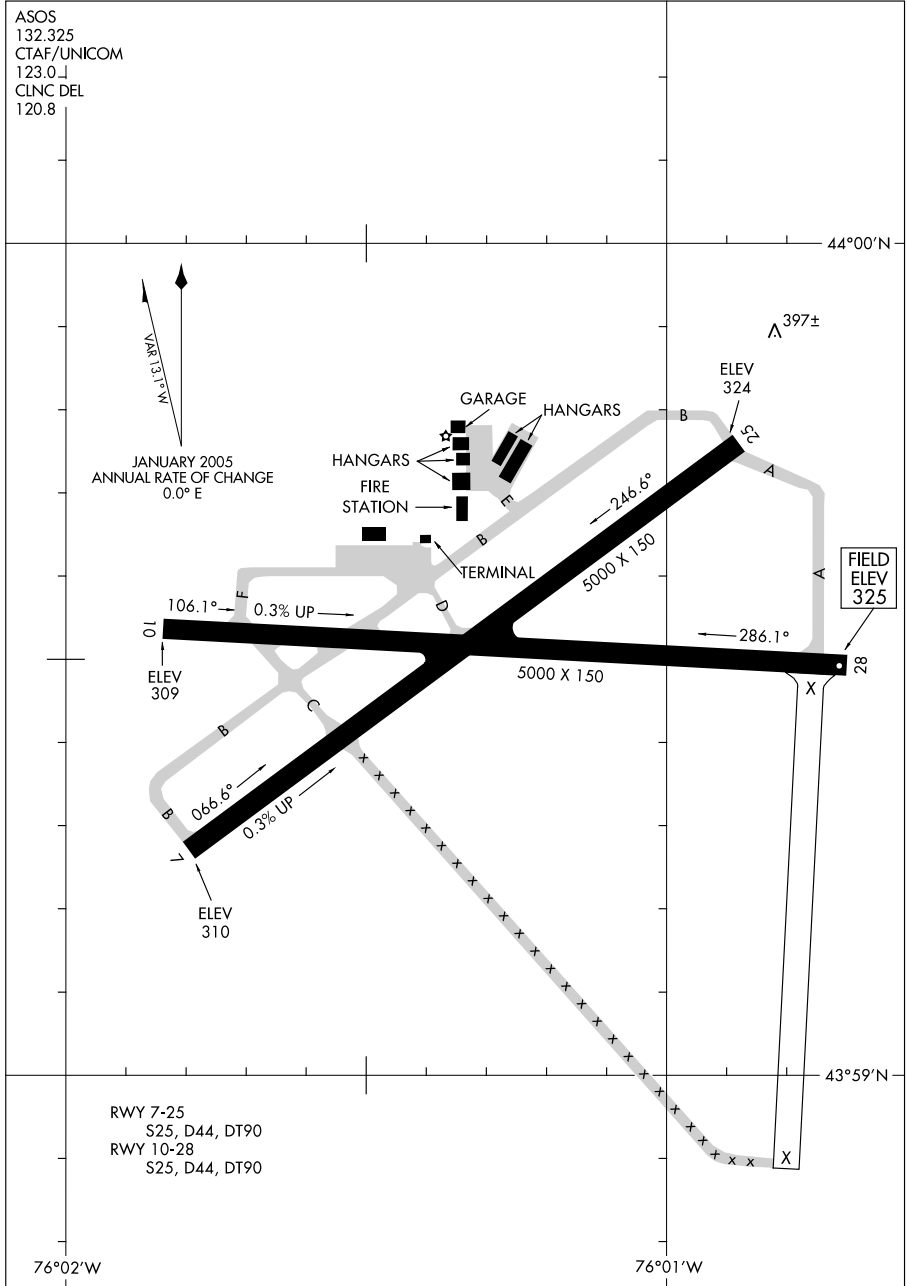 ASOS
132.325
CTAF/UNICOM
123.0
CLNC DEL
120.8
44°00'N
397±
VAR 13.1° W
ELEV
324
JANUARY 2005
ANNUAL RATE OF CHANGE
0.0° E
GARAGE
HANGARS
B
25
A
HANGARS
FIRE
STATION
E
246.6°
B
5000 X 150
TERMINAL
A
FIELD
ELEV
325
F
D
106.1°
0.3% UP
10
286.1°
28
ELEV
309
5000 X 150
X
C
B
066.6°
0.3% UP
B
7
ELEV
310
x x x x x x x x x x x x x x x x x x x x x x x x x x
X
43°59'N
RWY 7-25
S25, D44, DT90
RWY 10-28
S25, D44, DT90
76°02'W
76°01'W